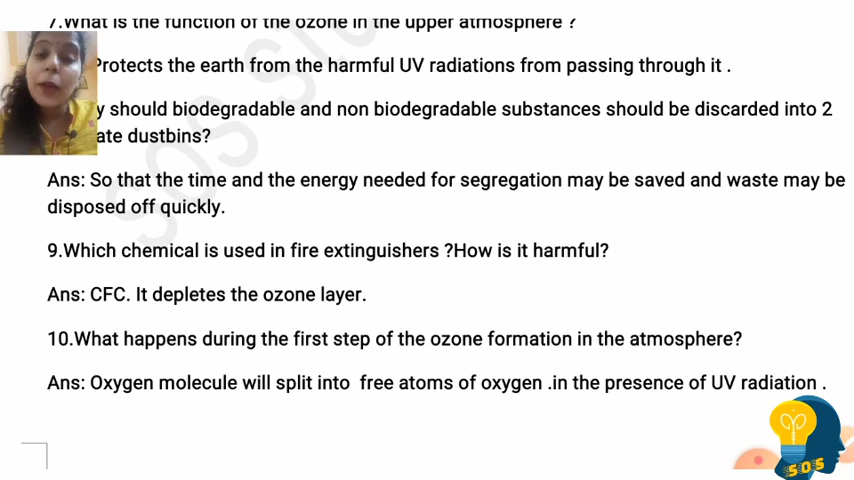 7.What is the function of the ozone in the upper atmosphere ?
Protects the earth from the harmful UV radiations from passing through it .
y should biodegradable and non biodegradable substances should be discarded into 2
ate dustbins?
Ans: So that the time and the energy needed for segregation may be saved and waste may be
disposed off quickly.
9.Which chemical is used in fire extinguishers ?How is it harmful?
Ans: CFC. It depletes the ozone layer.
10.What happens during the first step of the ozone formation in the atmosphere?
Ans: Oxygen molecule will split into free atoms of oxygen .in the presence of UV radiation .
SOS